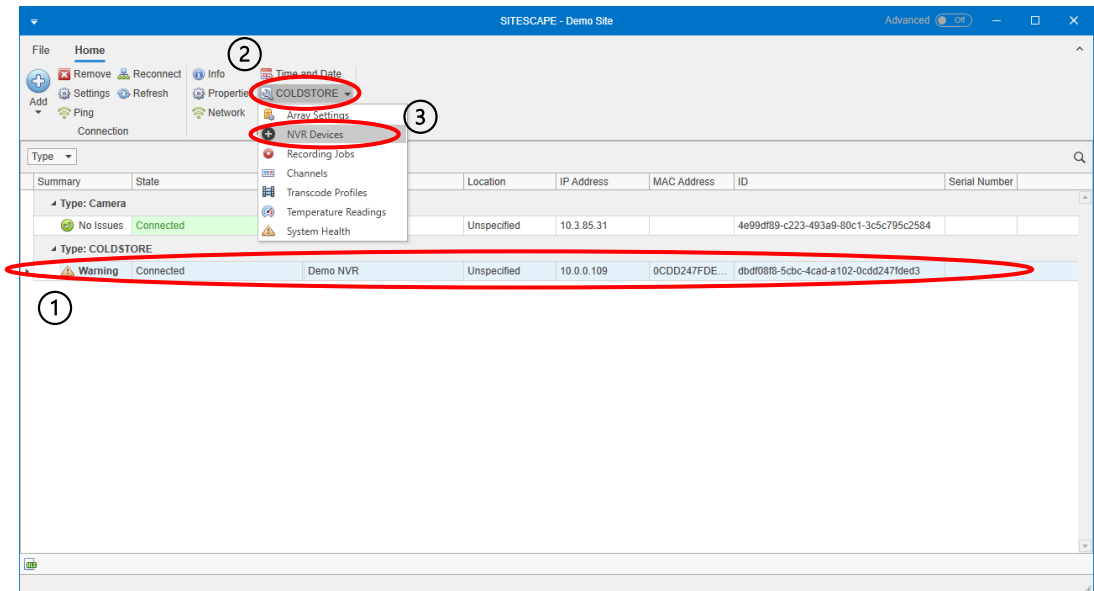 SITESCAPE - Demo Site
Advanced Off
File Home
②
Remove Reconnect Info Time and Date
Add Settings Refresh Propertie COLDSTORE
③
Ping Network Array Settings
Connection NVR Devices
Type Recording Jobs
Channels
Transcode Profiles
Temperature Readings
System Health
Summary State Location IP Address MAC Address ID Serial Number
Type: Camera
No Issues Connected Unspecified 10.3.85.31 4e99df89-c223-493a9-80c1-3c5c795c2584
Type: COLDSTORE
Warning Connected Demo NVR Unspecified 10.0.0.109 0CDD247FDE... dbdf08f8-5cbc-4cad-a102-0cdd247fded3
①